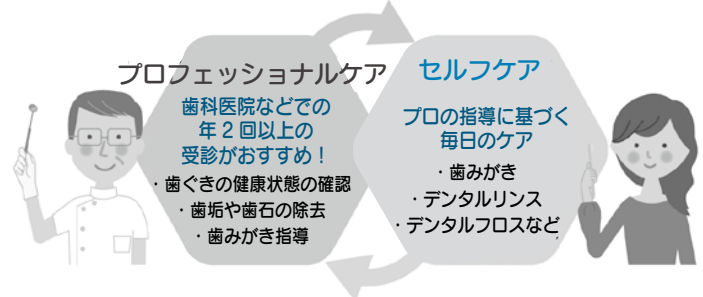 プロフェッショナルケア
歯科医院などでの
年2回以上の
受診がおすすめ！
・歯ぐきの健康状態の確認
・歯垢や歯石の除去
・歯みがき指導
セルフケア
プロの指導に基づく
毎日のケア
・歯みがき
・デンタルリンス
・デンタルフロスなど